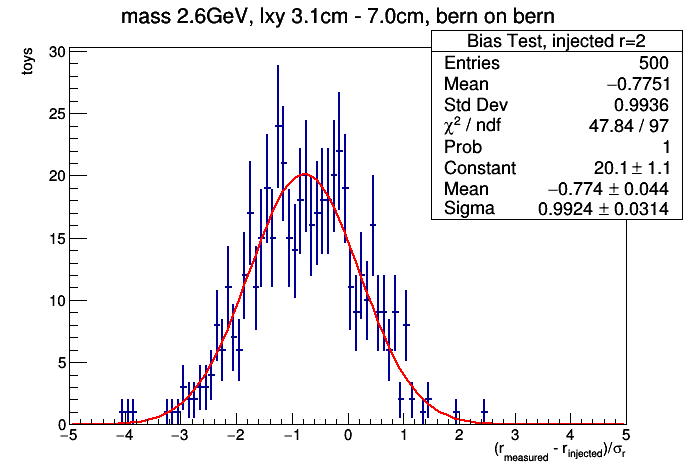 mass 2.6GeV, lxy 3.1cm - 7.0cm, bern on bern
Bias Test, injected r=2
Entries 500
Mean −0.7751
Std Dev 0.9936
χ² / ndf 47.84 / 97
Prob 1
Constant 20.1 ± 1.1
Mean −0.774 ± 0.044
Sigma 0.9924 ± 0.0314
toys
30
25
20
15
10
5
0
−5 −4 −3 −2 −1 0 1 2 3 4 5
(r_measured - r_injected)/σ_r